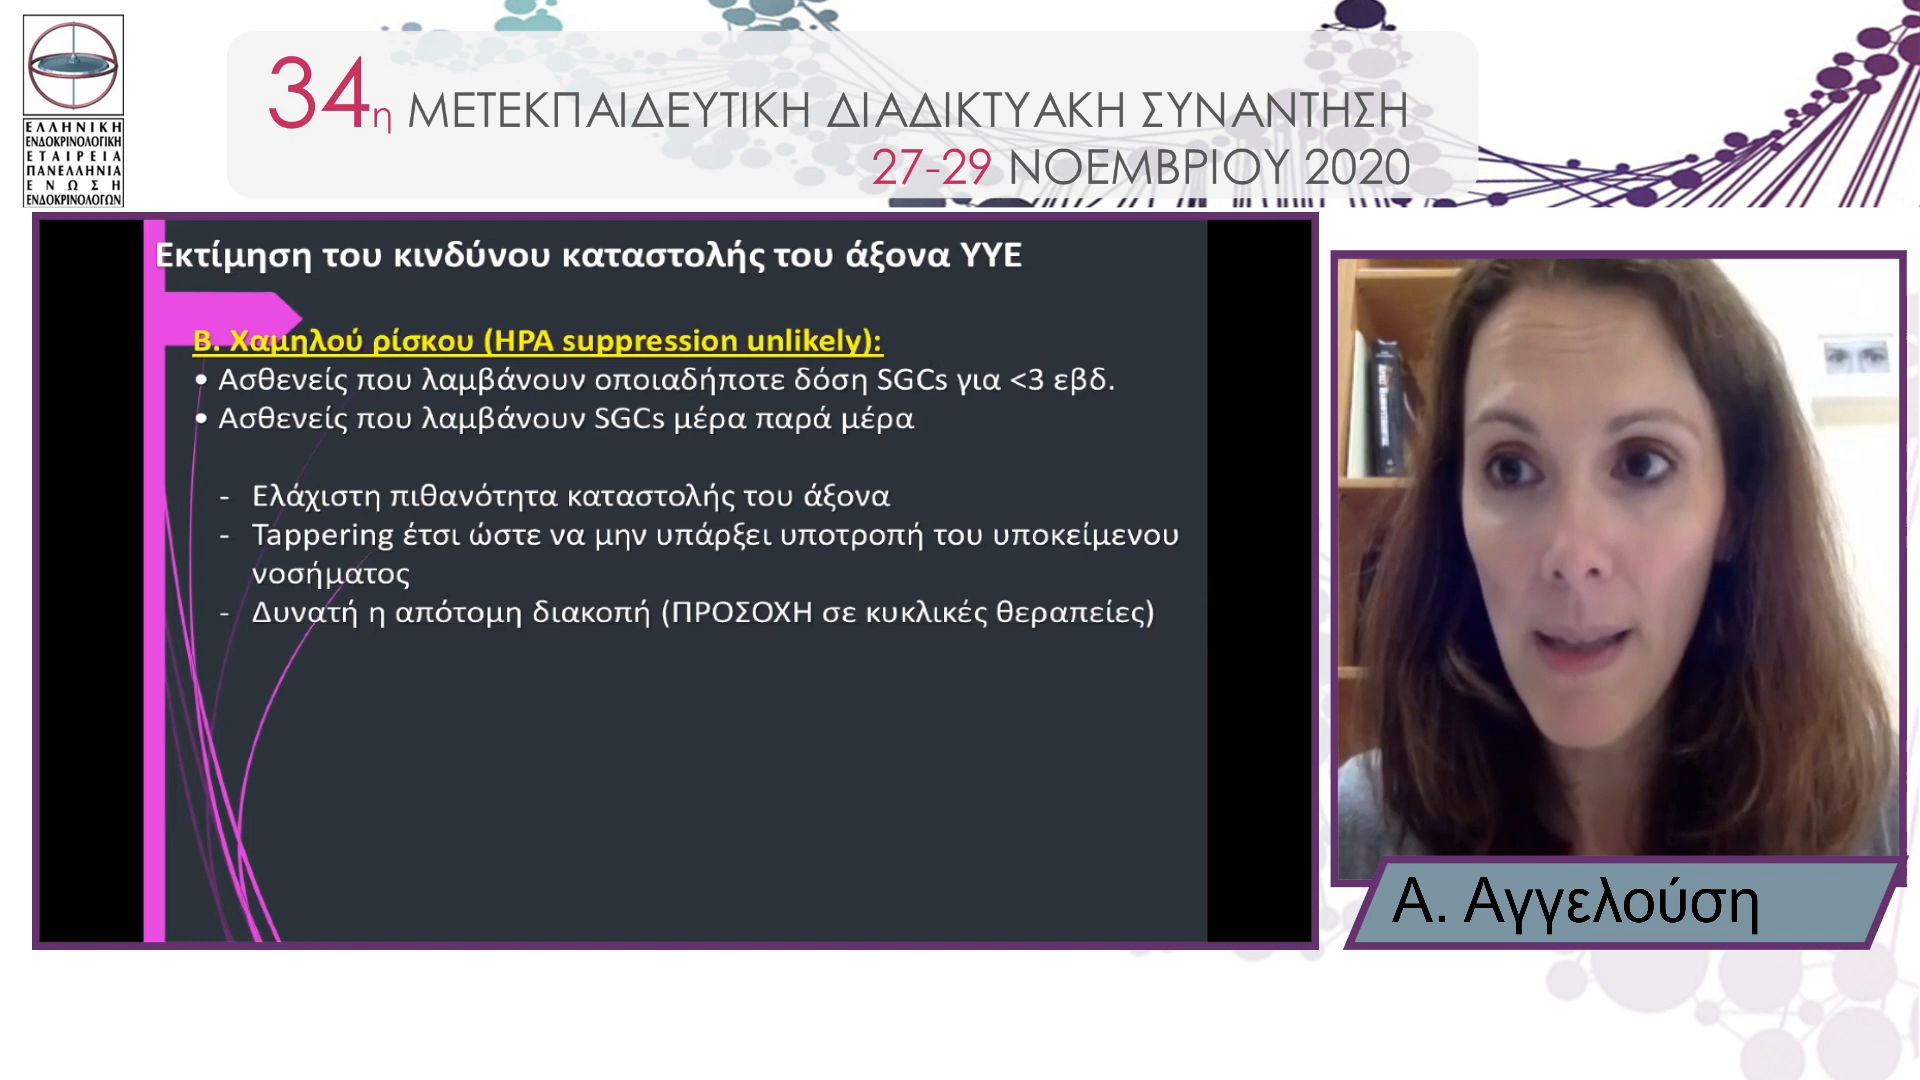 ΕΛΛΗΝΙΚΗ
ΕΝΔΟΚΡΙΝΟΛΟΓΙΚΗ
ΕΤΑΙΡΕΙΑ
ΠΑΝΕΛΛΗΝΙΑ
ΕΝΩΣΗ
ΕΝΔΟΚΡΙΝΟΛΟΓΩΝ
34η ΜΕΤΕΚΠΑΙΔΕΥΤΙΚΗ ΔΙΑΔΙΚΤΥΑΚΗ ΣΥΝΑΝΤΗΣΗ
27-29 ΝΟΕΜΒΡΙΟΥ 2020
Εκτίμηση του κινδύνου καταστολής του άξονα ΥΥΕ
Β. Χαμηλού ρίσκου (HPA suppression unlikely):
• Ασθενείς που λαμβάνουν οποιαδήποτε δόση SGCs για <3 εβδ.
• Ασθενείς που λαμβάνουν SGCs μέρα παρά μέρα
- Ελάχιστη πιθανότητα καταστολής του άξονα
- Tappering έτσι ώστε να μην υπάρξει υποτροπή του υποκείμενου
νοσήματος
- Δυνατή η απότομη διακοπή (ΠΡΟΣΟΧΗ σε κυκλικές θεραπείες)
Α. Αγγελούση